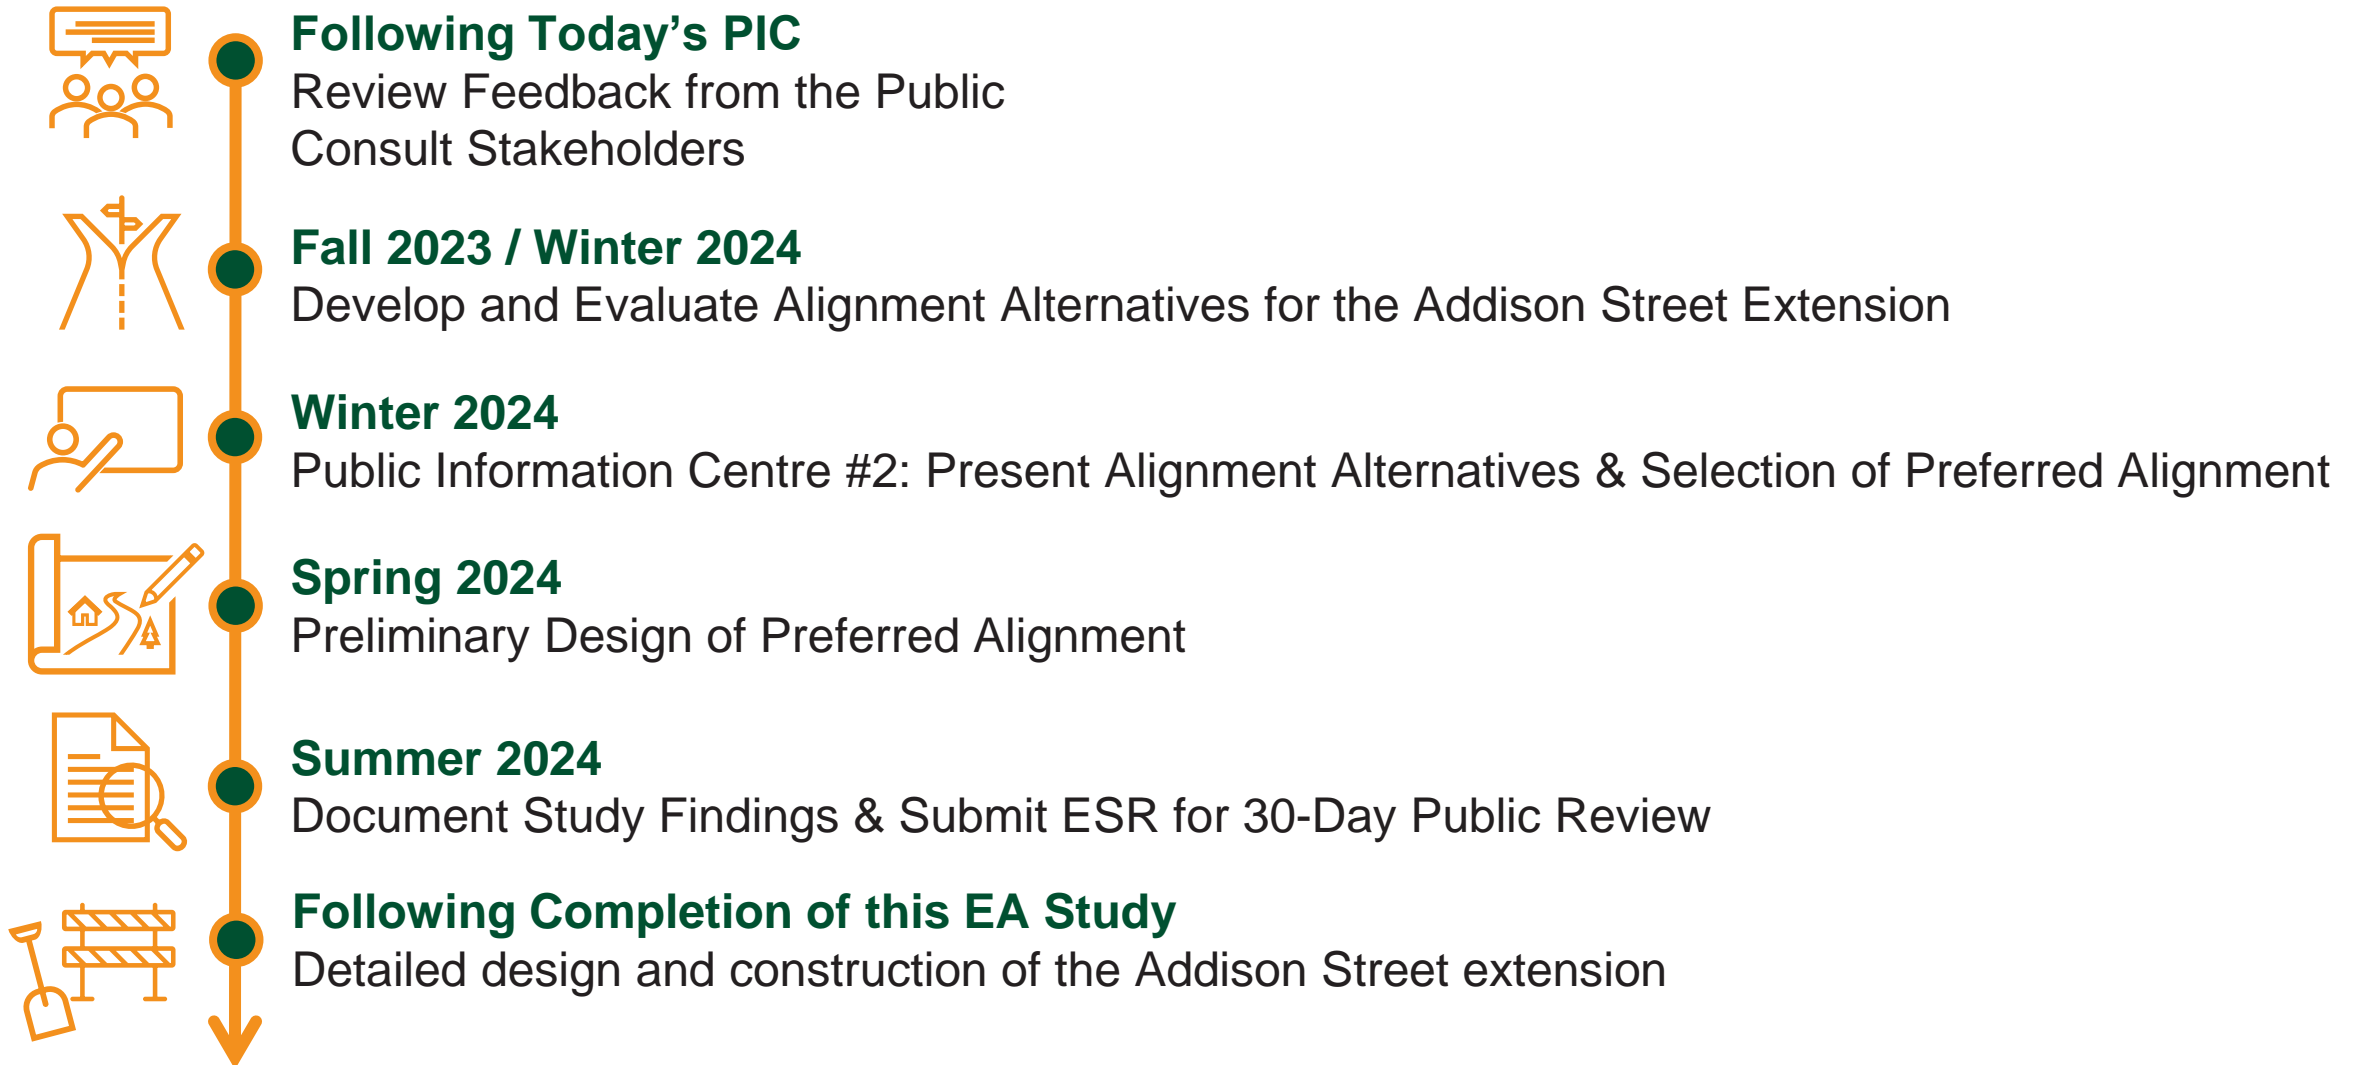 Following Today’s PIC
Review Feedback from the Public
Consult Stakeholders
Fall 2023 / Winter 2024
Develop and Evaluate Alignment Alternatives for the Addison Street Extension
Winter 2024
Public Information Centre #2: Present Alignment Alternatives & Selection of Preferred Alignment
Spring 2024
Preliminary Design of Preferred Alignment
Summer 2024
Document Study Findings & Submit ESR for 30-Day Public Review
Following Completion of this EA Study
Detailed design and construction of the Addison Street extension